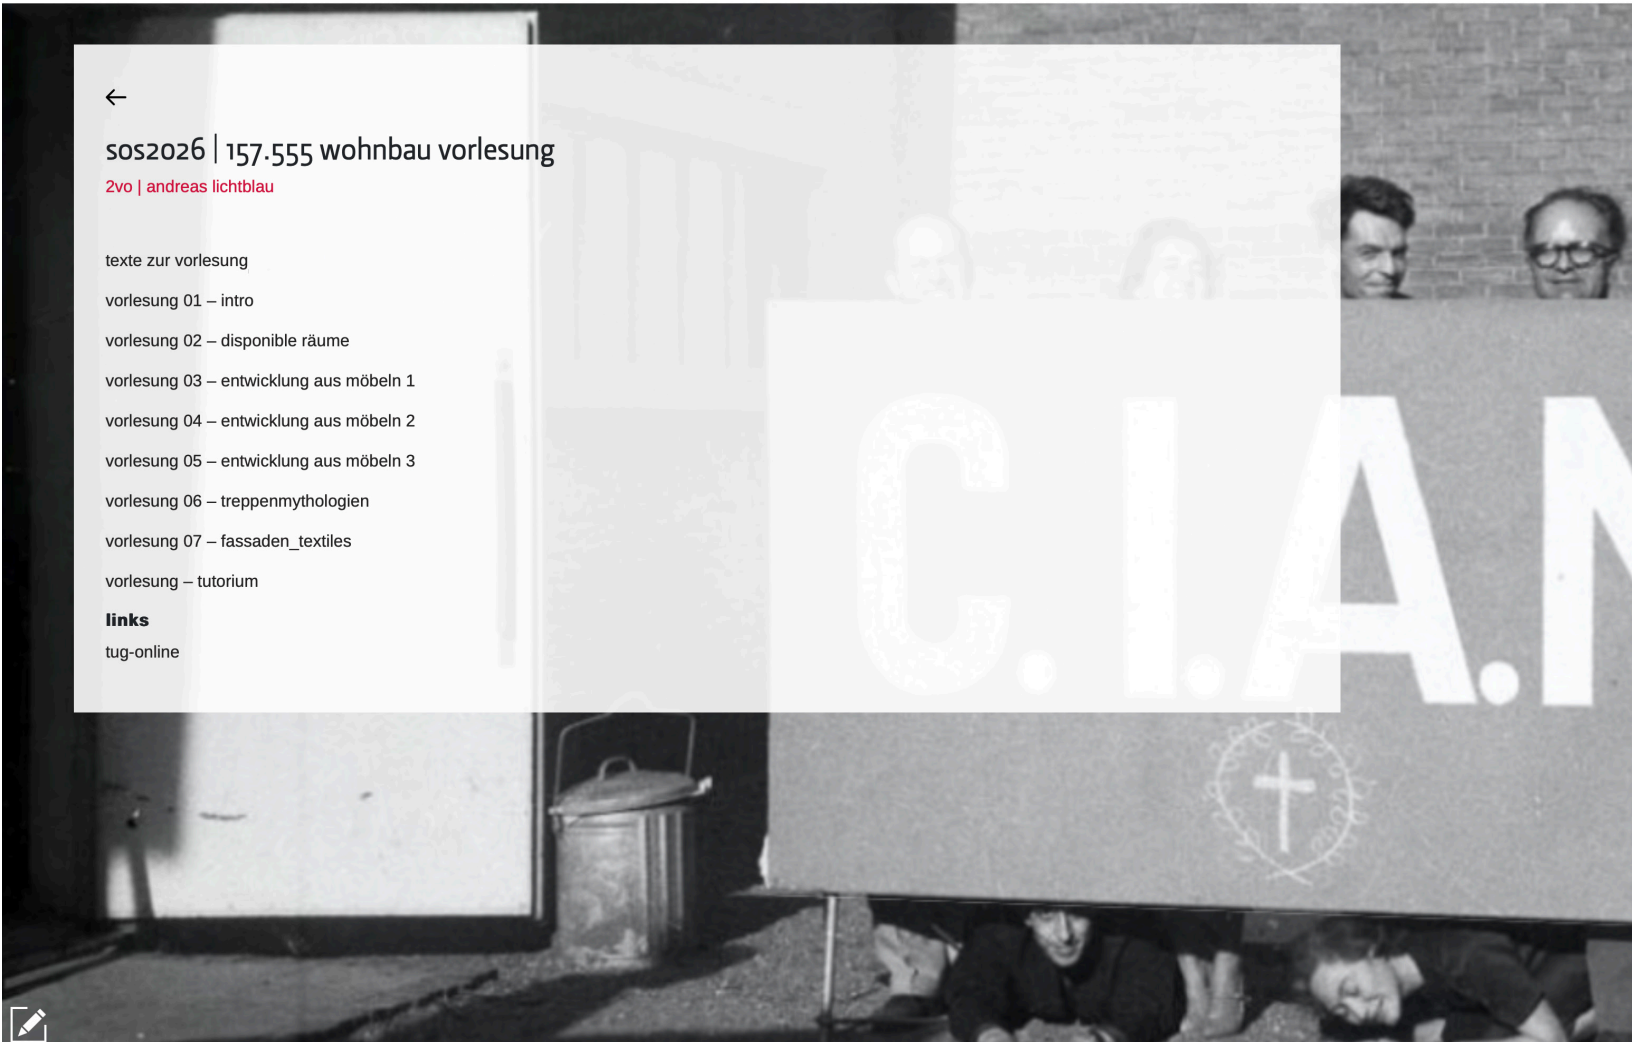 ←
sos2026 | 157.555 wohnbau vorlesung
2vo | andreas lichtblau
texte zur vorlesung
vorlesung 01 – intro
vorlesung 02 – disponible räume
vorlesung 03 – entwicklung aus möbeln 1
vorlesung 04 – entwicklung aus möbeln 2
vorlesung 05 – entwicklung aus möbeln 3
vorlesung 06 – treppenmythologien
vorlesung 07 – fassaden_textiles
vorlesung – tutorium
links
tug-online
C.I.A.M